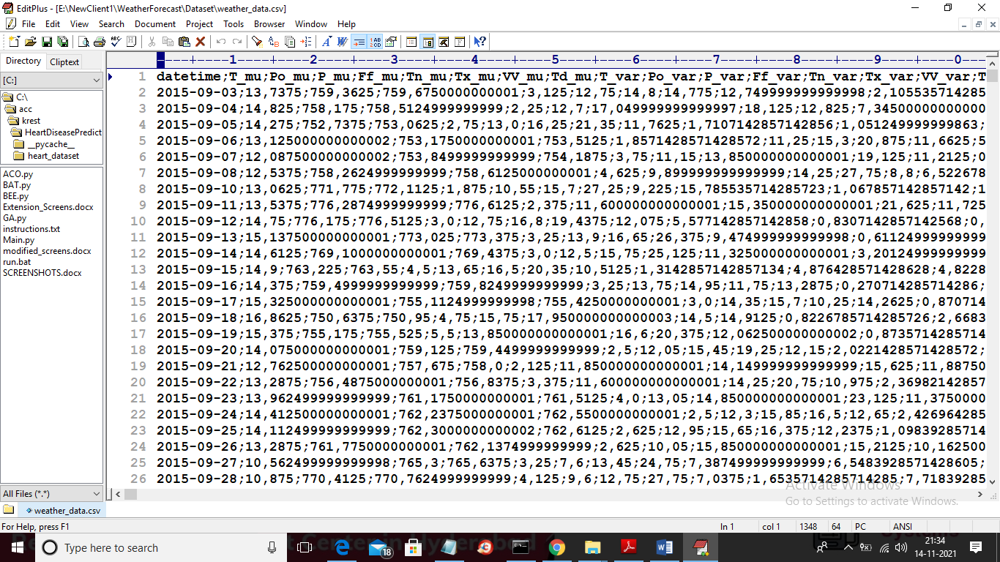 EditPlus - [E:\NewClient1\WeatherForecast\Dataset\weather_data.csv]
File Edit View Search Document Project Tools Browser Window Help
Directory Cliptext
[C:]
C:\
acc
krest
HeartDiseasePredict
__pycache__
heart_dataset
ACO.py
BAT.py
BEE.py
Extension_Screens.docx
GA.py
instructions.txt
Main.py
modified_screens.docx
run.bat
SCREENSHOTS.docx
All Files (*.*)
----+----1----+----2----+----3----+----4----+----5----+----6----+----7----+----8----+----9----+----0---
1 datetime;T_mu;Po_mu;P_mu;Ff_mu;Tn_mu;Tx_mu;VV_mu;Td_mu;T_var;Po_var;P_var;Ff_var;Tn_var;Tx_var;VV_var;T
2 2015-09-03;13,7375;759,3625;759,6750000000001;3,125;12,75;14,8;14,775;12,749999999999998;2,105535714285
3 2015-09-04;14,825;758,175;758,5124999999999;2,25;12,7;17,049999999999997;18,125;12,825;7,34500000000000
4 2015-09-05;14,275;752,7375;753,0625;2,75;13,0;16,25;21,35;11,7625;1,7107142857142856;1,051249999999863;
5 2015-09-06;13,1250000000000002;753,1750000000001;753,5125;1,8571428571428572;11,25;15,3;20,875;11,6625;5
6 2015-09-07;12,087500000000002;753,8499999999999;754,1875;3,75;11,15;13,850000000000001;19,125;11,2125;0
7 2015-09-08;12,5375;758,2624999999999;758,6125000000001;4,625;9,899999999999999;14,25;27,75;8,8;6,522678
8 2015-09-10;13,0625;771,775;772,1125;1,875;10,55;15,7;27,25;9,225;15,785535714285723;1,067857142857142;1
9 2015-09-11;13,5375;776,2874999999999;776,6125;2,375;11,600000000000001;15,350000000000001;21,625;11,725
10 2015-09-12;14,75;776,175;776,5125;3,0;12,75;16,8;19,4375;12,075;5,577142857142858;0,8307142857142568;0,
11 2015-09-13;15,137500000000001;773,025;773,375;3,25;13,9;16,65;26,375;9,474999999999998;0,61124999999999
12 2015-09-14;14,6125;769,1000000000001;769,4375;3,0;12,5;15,75;25,125;11,325000000000001;3,20124999999999
13 2015-09-15;14,9;763,225;763,55;4,5;13,65;16,5;20,35;10,5125;1,3142857142857134;4,876428571428628;4,8228
14 2015-09-16;14,375;759,4999999999999;759,8249999999999;3,25;13,75;14,95;11,75;13,2875;0,270714714286;
15 2015-09-17;15,325000000000001;755,1124999999998;755,4250000000001;3,0;14,35;15,7;10,25;14,2625;0,870714
16 2015-09-18;16,8625;750,6375;750,95;4,75;15,75;17,950000000000003;14,5;14,9125;0,8226785714285726;2,6683
17 2015-09-19;15,375;755,175;755,525;5,5;13,850000000000001;16,6;20,375;12,062500000000002;0,8735714285714
18 2015-09-20;14,075000000000001;759,125;759,4499999999999;2,5;12,05;15,45;19,25;12,15;2,0221428571428572;
19 2015-09-21;12,762500000000001;757,675;758,0;2,125;11,850000000000001;14,149999999999999;15,625;11,88750
20 2015-09-22;13,2875;756,4875000000001;756,8375;3,375;11,600000000000001;14,25;20,75;10,975;2,36982142857
21 2015-09-23;13,962499999999999;761,1750000000001;761,5125;4,0;13,05;14,850000000000001;23,125;11,3750000
22 2015-09-24;14,412500000000001;762,2375000000001;762,5500000000001;2,5;12,3;15,85;16,5;12,65;2,426964285
23 2015-09-25;14,112499999999999;762,3000000000002;762,6125;2,625;12,95;15,65;16,375;12,2375;1,09839285714
24 2015-09-26;13,2875;761,7750000000001;762,1374999999999;2,625;10,05;15,850000000000001;15,2125;10,162500
25 2015-09-27;10,562499999999998;765,3;765,6375;3,25;7,6;13,45;24,75;7,387499999999999;6,5483928571428605;
26 2015-09-28;10,875;770,4125;770,7624999999999;4,125;9,6;12,75;27,75;7,0375;1,6535714285714285;7,71839285
Activate Windows
Go to Settings to activate Windows.
weather_data.csv
For Help, press F1 ln 1 col 1 1348 64 PC ANSI
Type here to search
18
21:34
14-11-2021